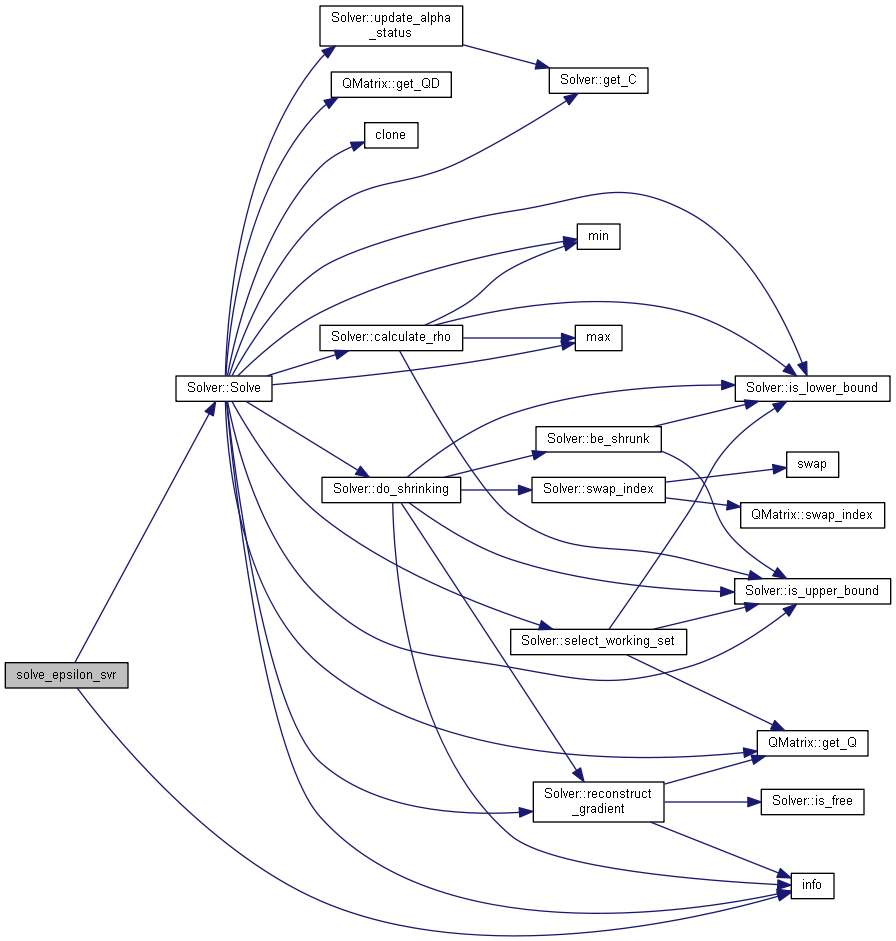 Solver::update_alpha
_status
Solver::get_C
QMatrix::get_QD
clone
min
Solver::calculate_rho
max
Solver::Solve
Solver::is_lower_bound
Solver::be_shrunk
swap
Solver::do_shrinking
Solver::swap_index
QMatrix::swap_index
Solver::is_upper_bound
Solver::select_working_set
solve_epsilon_svr
QMatrix::get_Q
Solver::reconstruct
_gradient
Solver::is_free
info